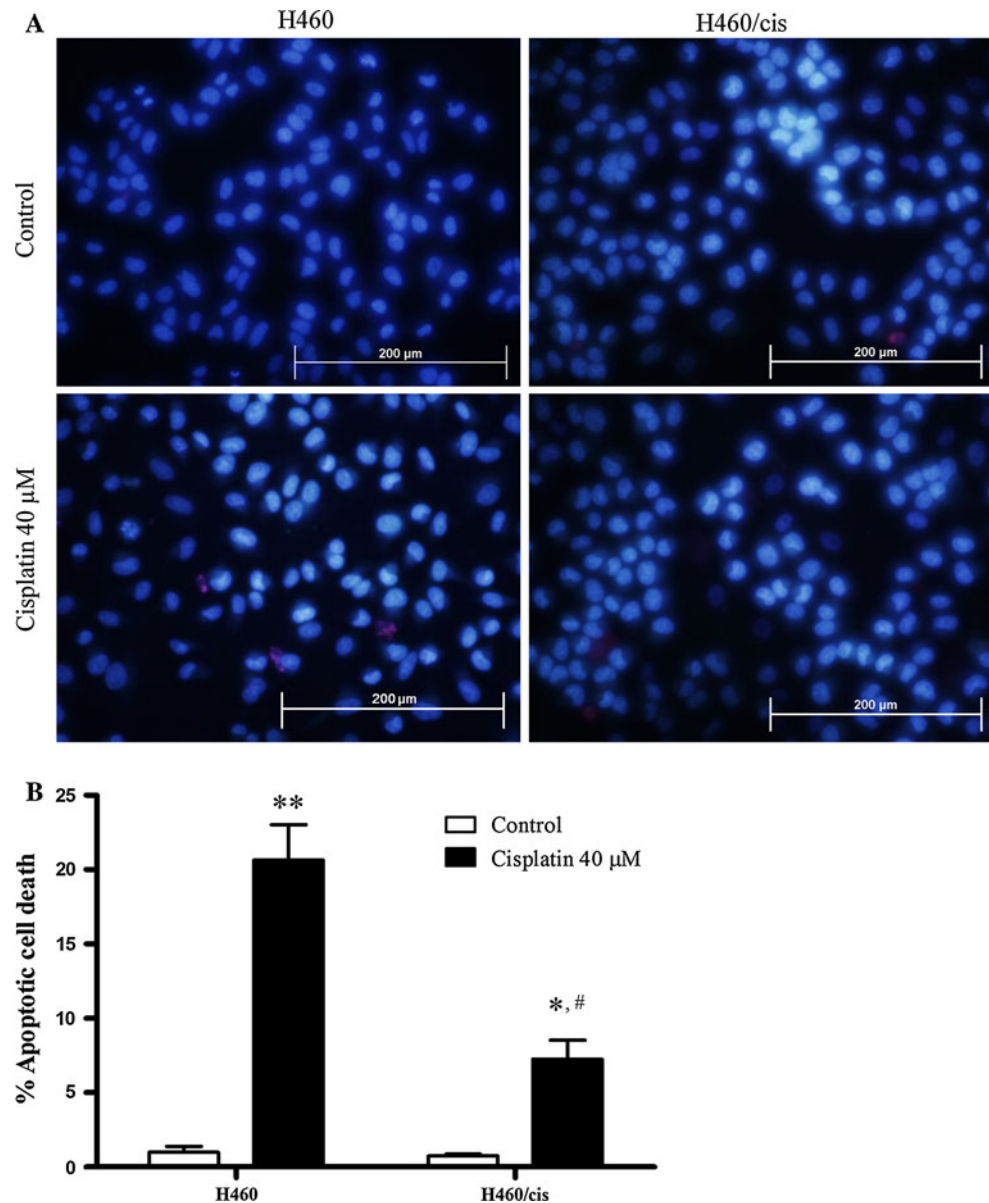 A
H460
H460/cis
Control
200 µm
200 µm
Cisplatin 40 µM
200 µm
200 µm
B
% Apoptotic cell death
25
20
15
10
5
0
**
*, #
Control
Cisplatin 40 µM
H460
H460/cis